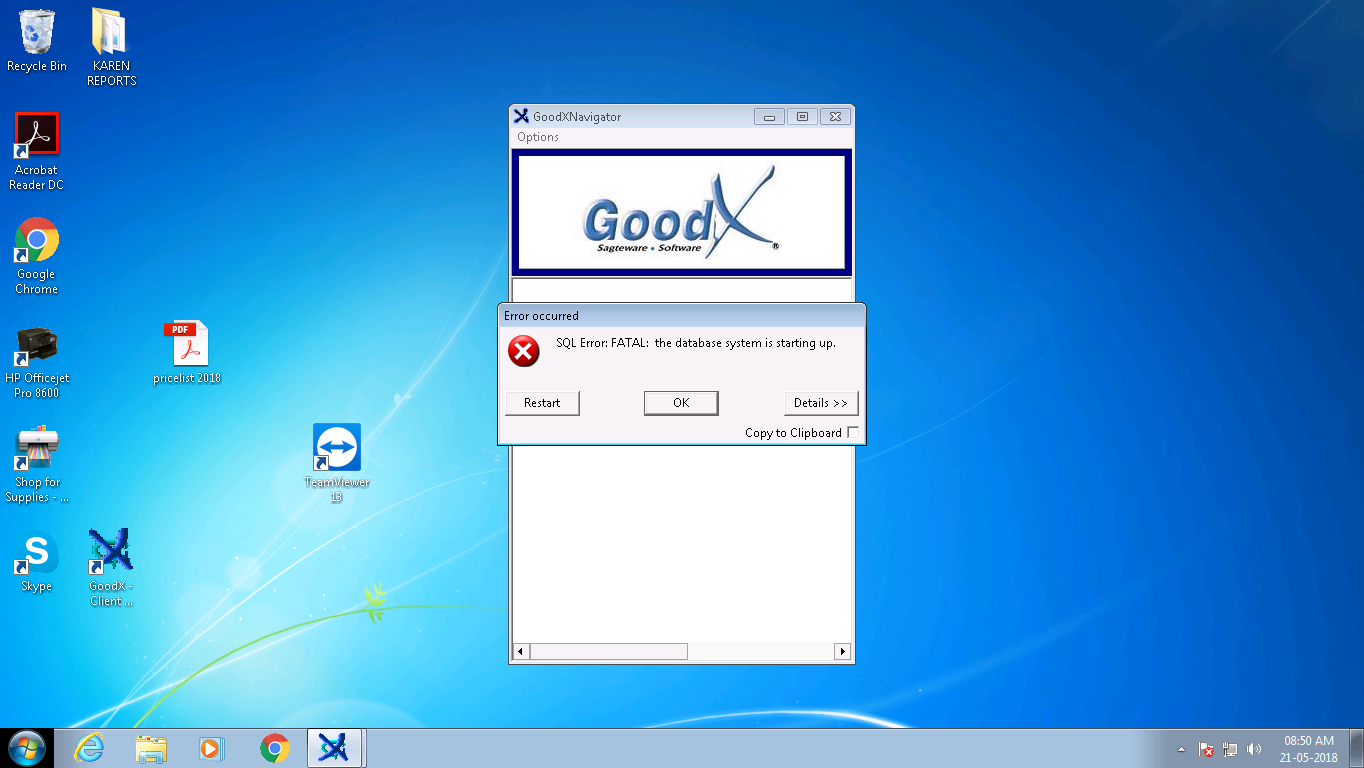 Recycle Bin
KAREN
REPORTS
Acrobat
Reader DC
Google
Chrome
HP Officejet
Pro 8600
Shop for
Supplies - ...
Skype
GoodX -
Client ...
PDF
pricelist 2018
TeamViewer
13
GoodXNavigator
Options
GoodX
Sagteware • Software ®
Error occurred
SQL Error: FATAL:  the database system is starting up.
Restart
OK
Details >>
Copy to Clipboard
08:50 AM
21-05-2018